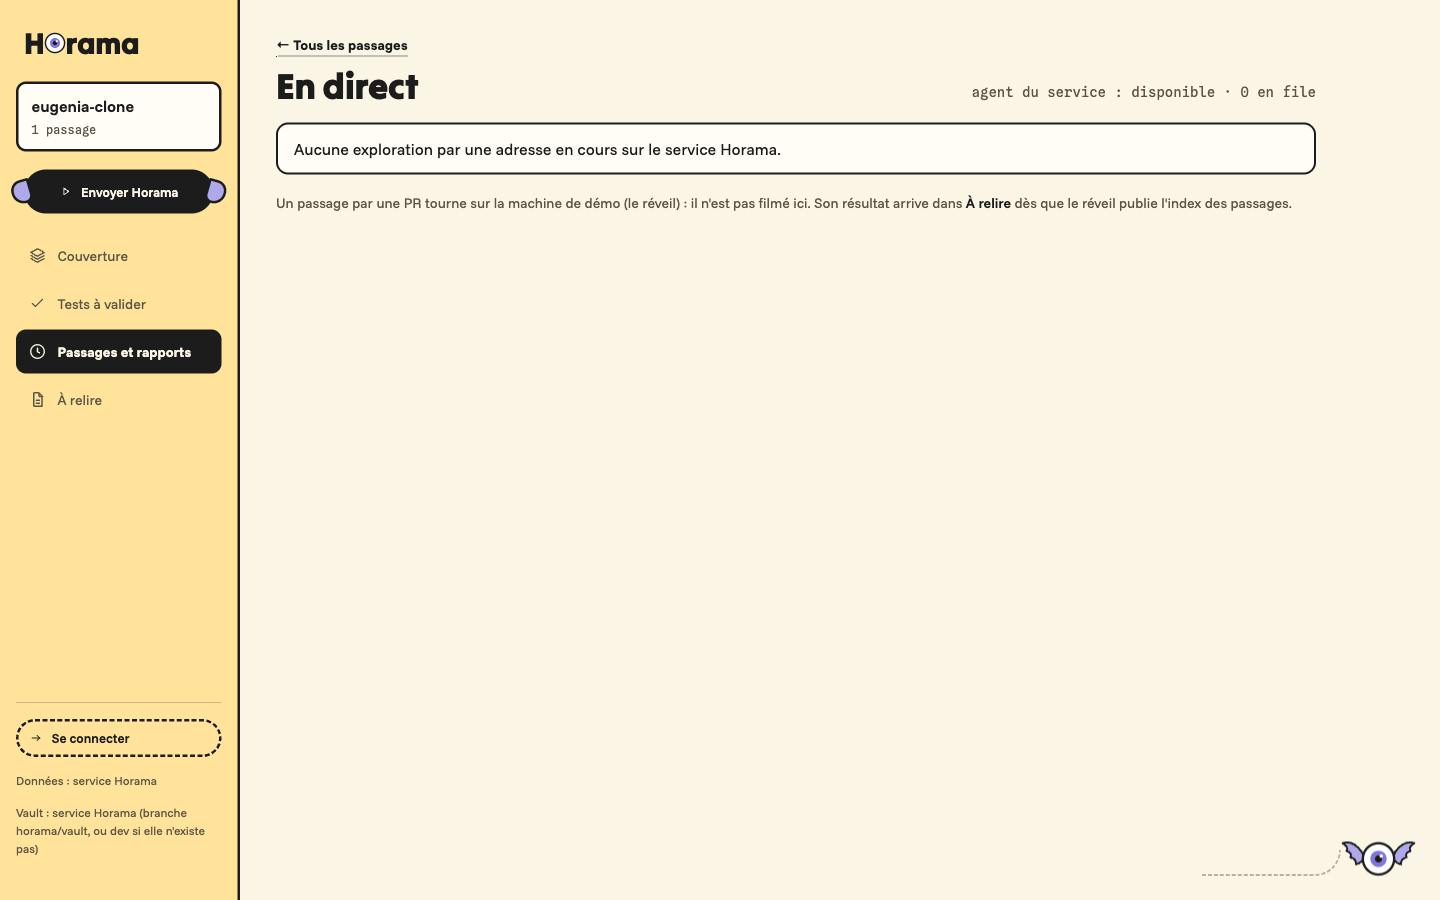 Horama
eugenia-clone
1 passage
Envoyer Horama
Couverture
Tests à valider
Passages et rapports
À relire
Se connecter
Données : service Horama
Vault : service Horama (branche
horama/vault, ou dev si elle n'existe
pas)
← Tous les passages
En direct
agent du service : disponible · 0 en file
Aucune exploration par une adresse en cours sur le service Horama.
Un passage par une PR tourne sur la machine de démo (le réveil) : il n'est pas filmé ici. Son résultat arrive dans À relire dès que le réveil publie l'index des passages.